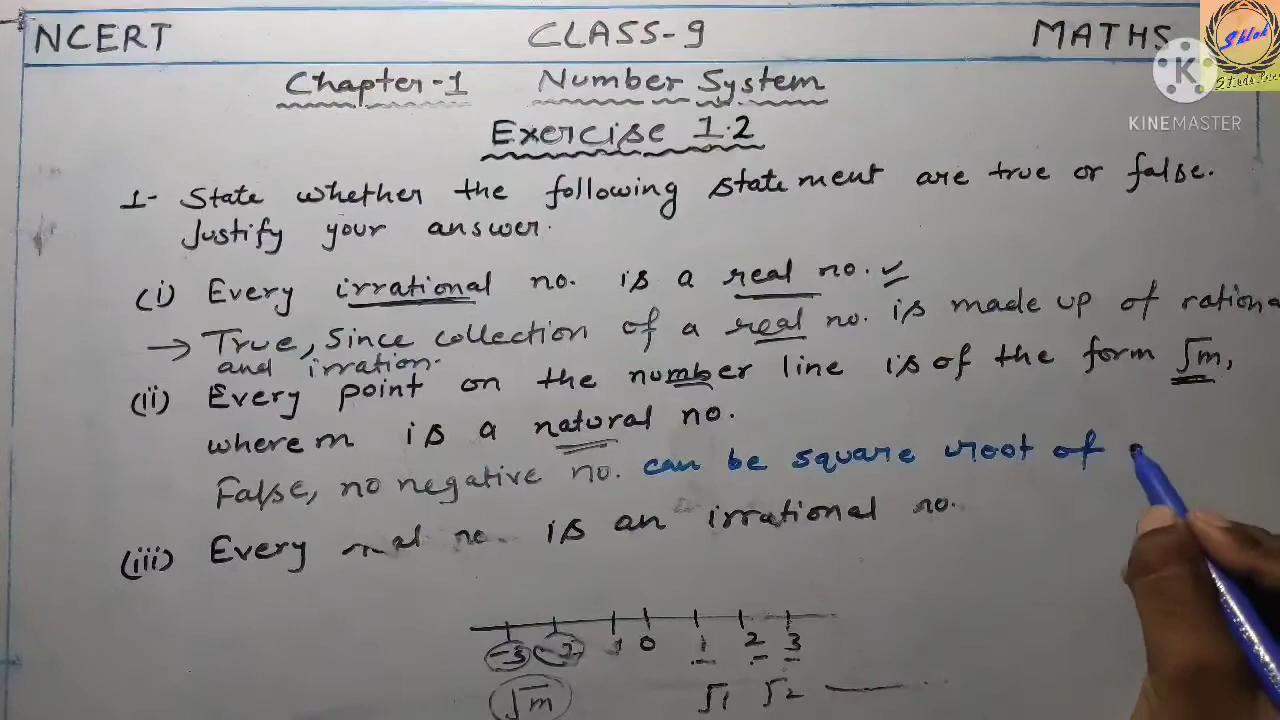 NCERT CLASS-9 MATHS
Shlok
K
KINEMASTER
Chapter-1 Number System
Exercise 1.2
1- State whether the following statement are true or false.
Justify your answer.
(i) Every irrational no. is a real no. ✓
→ True, Since collection of a real no. is made up of rationa
and irration.
(ii) Every point on the number line is of the form √m,
where m is a natural no.
False, no negative no. can be square root of
(iii) Every real no. is an irrational no.
-3 -2 1 0 1 2 3
√m √1 √2